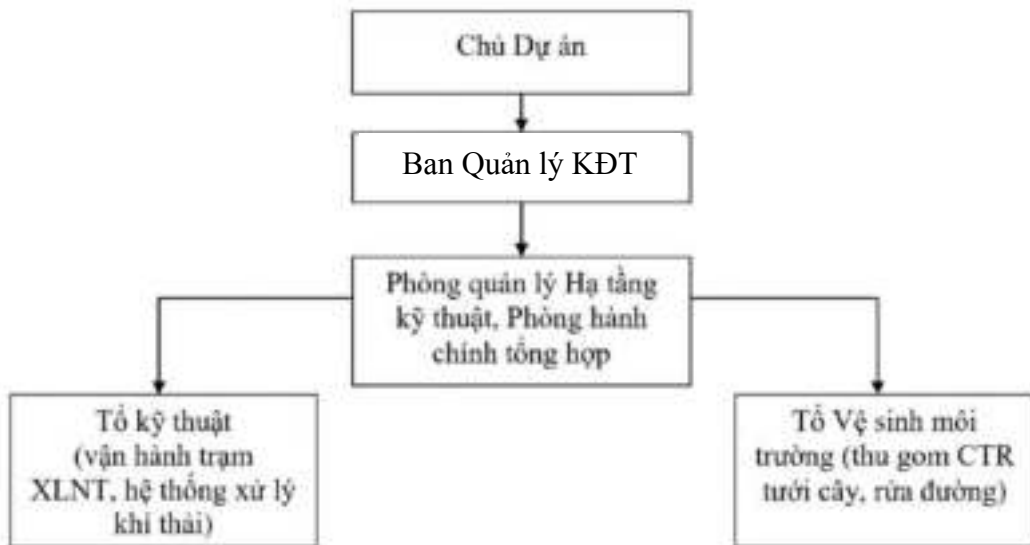 Chủ Dự án
Ban Quản lý KĐT
Phòng quản lý Hạ tầng
kỹ thuật, Phòng hành
chính tổng hợp
Tổ kỹ thuật
(vận hành trạm
XLNT, hệ thống xử lý
khí thải)
Tổ Vệ sinh môi
trường (thu gom CTR
tưới cây, rửa đường)